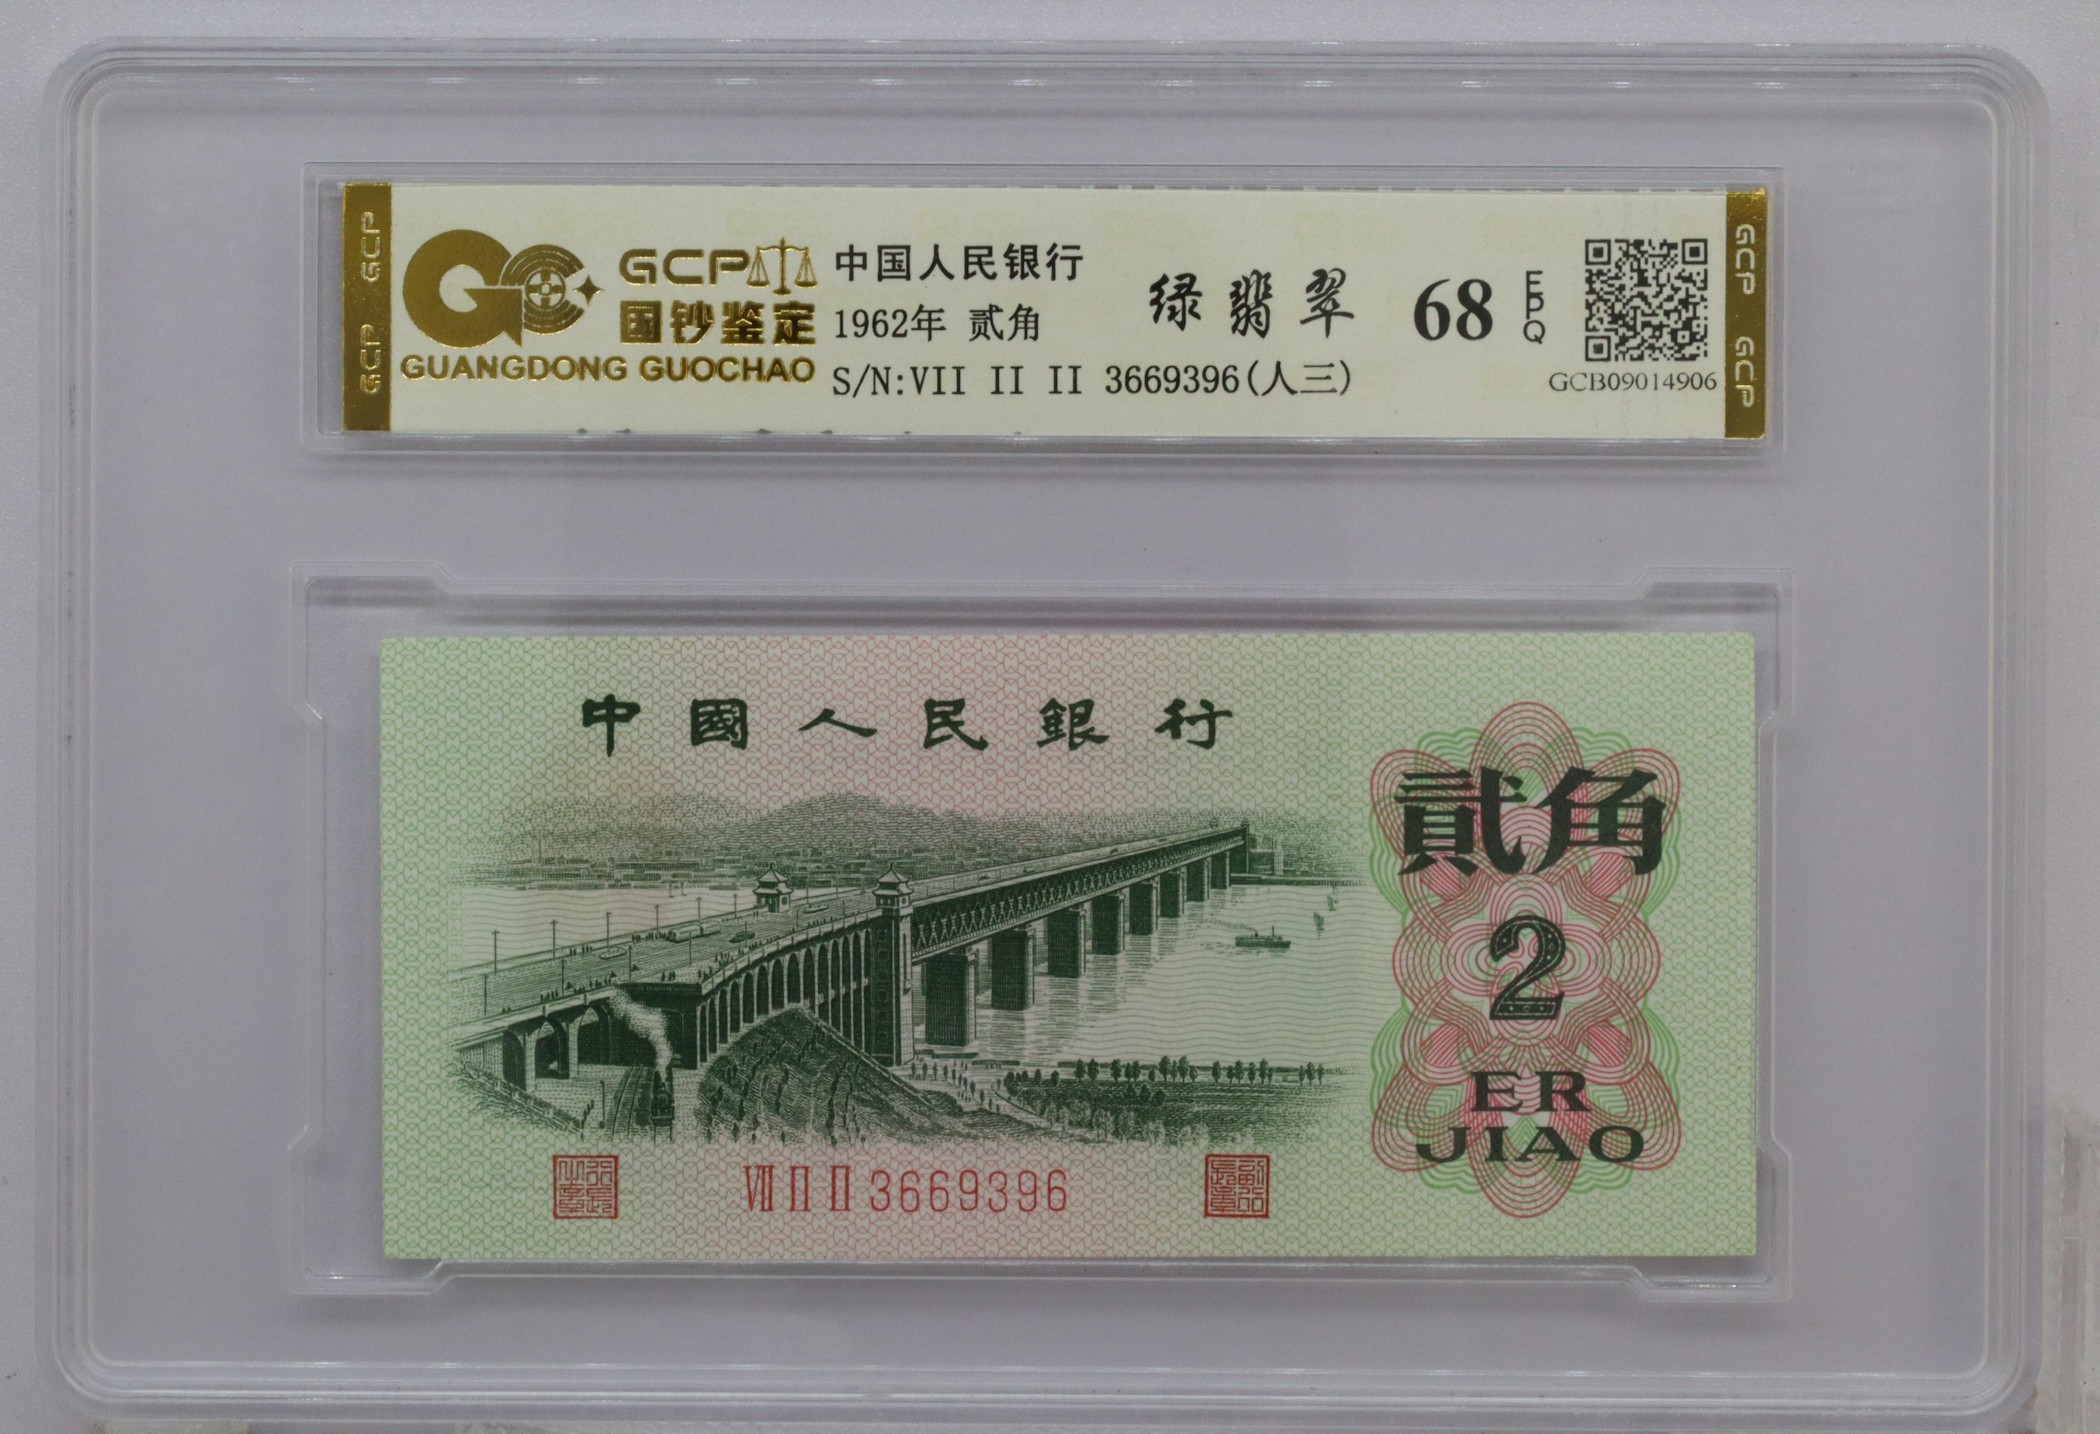 GCP GCP
GCP
国钞鉴定
GUANGDONG GUOCHAO
中国人民银行
1962年 贰角
S/N:VII II II 3669396(人三)
绿翡翠
68
EPQ
GCB09014906
GCP GCP
中國人民銀行
貳角
2
ER
JIAO
VII II II 3669396